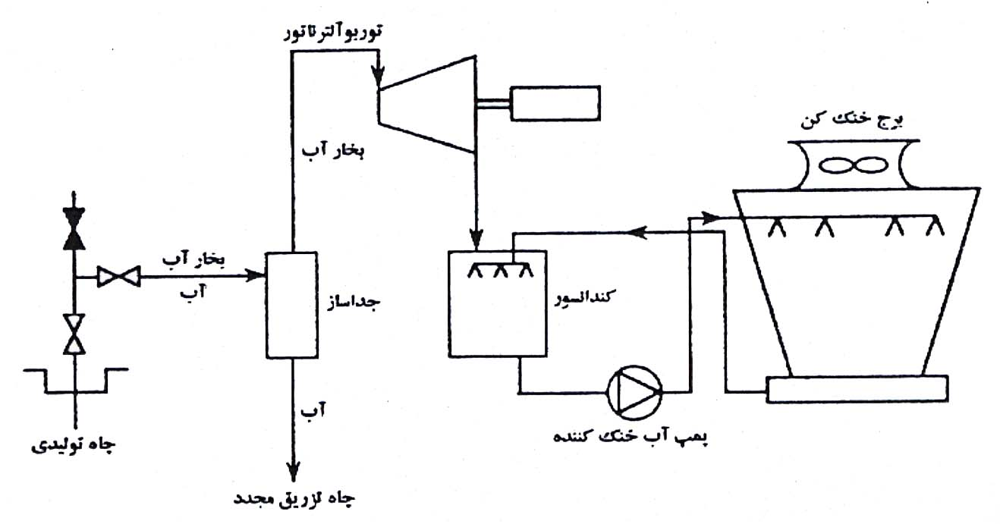 توربوآلترناتور
برج خنک کن
بخار آب
بخار آب
آب
جداساز
کندانسور
آب
پمپ آب خنک کننده
چاه تولیدی
چاه تزریق مجدد